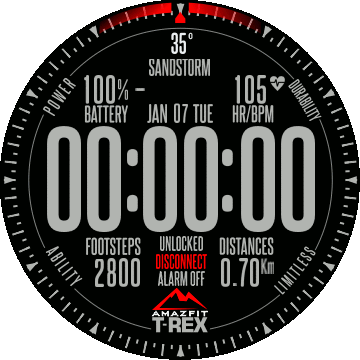 35°
SANDSTORM
POWER
100% -
105
DURABILITY
BATTERY
JAN 07 TUE
HR/BPM
00:00:00
FOOTSTEPS
UNLOCKED
DISTANCES
2800
DISCONNECT
0.70Km
ALARM OFF
ABILITY
LIMITLESS
AMAZFIT
T-REX